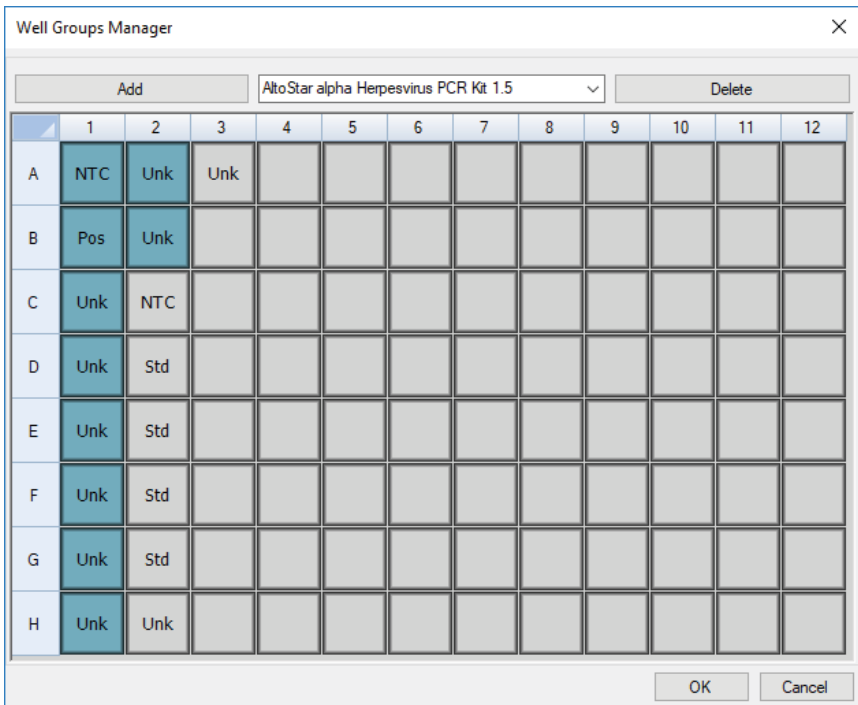 Well Groups Manager
Add AltoStar alpha Herpesvirus PCR Kit 1.5 Delete
1 2 3 4 5 6 7 8 9 10 11 12
A NTC Unk Unk
B Pos Unk
C Unk NTC
D Unk Std
E Unk Std
F Unk Std
G Unk Std
H Unk Unk
OK Cancel